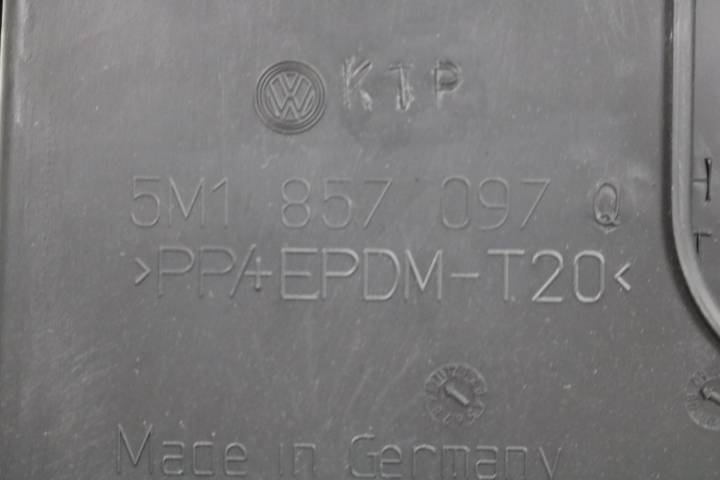 KTP
5M1 857 097 Q
>PP/+EPDM-T20<
Made in Germany